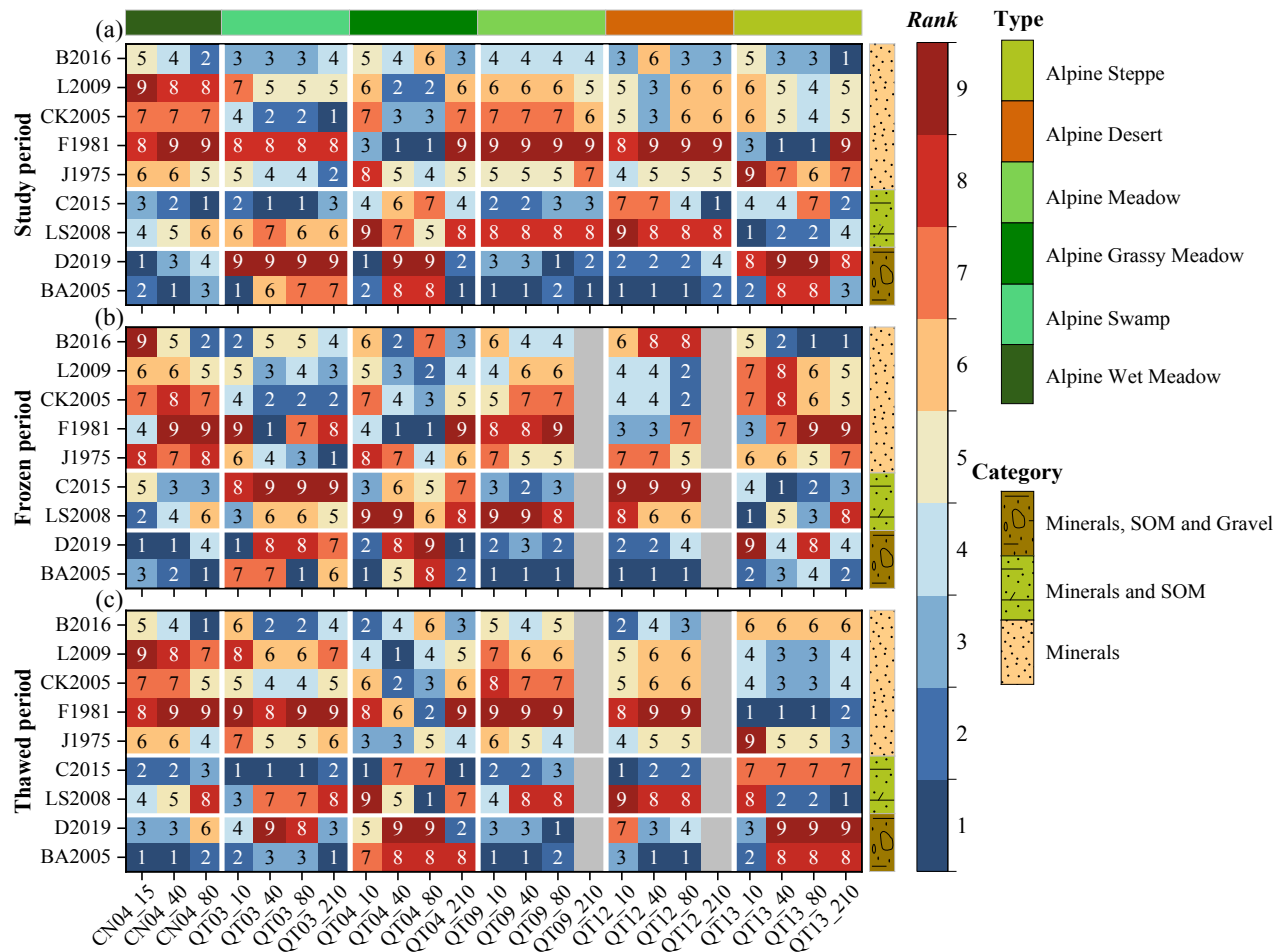 (a) Rank Type
B2016 5 4 2 3 3 3 4 5 4 6 3 4 4 4 4 3 6 3 3 5 3 3 1
L2009 9 8 8 7 5 5 5 6 2 2 6 6 6 6 5 5 3 6 6 6 5 4 5
CK2005 7 7 7 4 2 2 1 7 3 3 7 7 7 7 6 5 3 6 6 6 5 4 5
F1981 8 9 9 8 8 8 8 3 1 1 9 9 9 9 9 8 9 9 9 3 1 1 9
J1975 6 6 5 5 4 4 2 8 5 4 5 5 5 5 7 4 5 5 5 9 7 6 7
C2015 3 2 1 2 1 1 3 4 6 7 4 2 2 3 3 7 7 4 1 4 4 7 2
LS2008 4 5 6 6 7 6 6 9 7 5 8 8 8 8 8 9 8 8 8 1 2 2 4
D2019 1 3 4 9 9 9 9 1 9 9 2 3 3 1 2 2 2 2 4 8 9 9 8
BA2005 2 1 3 1 6 7 7 2 8 8 1 1 1 2 1 1 1 1 2 2 8 8 3
Study period
(b)
B2016 9 5 2 2 5 5 4 6 2 7 3 6 4 4 6 8 8 5 2 1 1
L2009 6 6 5 5 3 4 3 5 3 2 4 4 6 6 4 4 2 7 8 6 5
CK2005 7 8 7 4 2 2 2 7 4 3 5 5 7 7 4 4 2 7 8 6 5
F1981 4 9 9 9 1 7 8 4 1 1 9 8 8 9 3 3 7 3 7 9 9
J1975 8 7 8 6 4 3 1 8 7 4 6 7 5 5 7 7 5 6 6 5 7
C2015 5 3 3 8 9 9 9 3 6 5 7 3 2 3 9 9 9 4 1 2 3
LS2008 2 4 6 3 6 6 5 9 9 6 8 9 9 8 8 6 6 1 5 3 8
D2019 1 1 4 1 8 8 7 2 8 9 1 2 3 2 2 2 4 9 4 8 4
BA2005 3 2 1 7 7 1 6 1 5 8 2 1 1 1 1 1 1 2 3 4 2
Frozen period
(c)
B2016 5 4 1 6 2 2 4 2 4 6 3 5 4 5 2 4 3 6 6 6 6
L2009 9 8 7 8 6 6 7 4 1 4 5 7 6 6 5 6 6 4 3 3 4
CK2005 7 7 5 5 4 4 5 6 2 3 6 8 7 7 5 6 6 4 3 3 4
F1981 8 9 9 9 8 9 9 8 6 2 9 9 9 9 8 9 9 1 1 1 2
J1975 6 6 4 7 5 5 6 3 3 5 4 6 5 4 4 5 5 9 5 5 3
C2015 2 2 3 1 1 1 2 1 7 7 1 2 2 3 1 2 2 7 7 7 7
LS2008 4 5 8 3 7 7 8 9 5 1 7 4 8 8 9 8 8 8 2 2 1
D2019 3 3 6 4 9 8 3 5 9 9 2 3 3 1 7 3 4 3 9 9 9
BA2005 1 1 2 2 3 3 1 7 8 8 8 1 1 2 3 1 1 2 8 8 8
Thawed period
CN04_15 CN04_40 CN04_80 QT03_10 QT03_40 QT03_80 QT03_210 QT04_10 QT04_40 QT04_80 QT04_210 QT09_10 QT09_40 QT09_80 QT09_210 QT12_10 QT12_40 QT12_80 QT12_210 QT13_10 QT13_40 QT13_80 QT13_210
9
8
7
6
5
4
3
2
1
Alpine Steppe
Alpine Desert
Alpine Meadow
Alpine Grassy Meadow
Alpine Swamp
Alpine Wet Meadow
Category
Minerals, SOM and Gravel
Minerals and SOM
Minerals